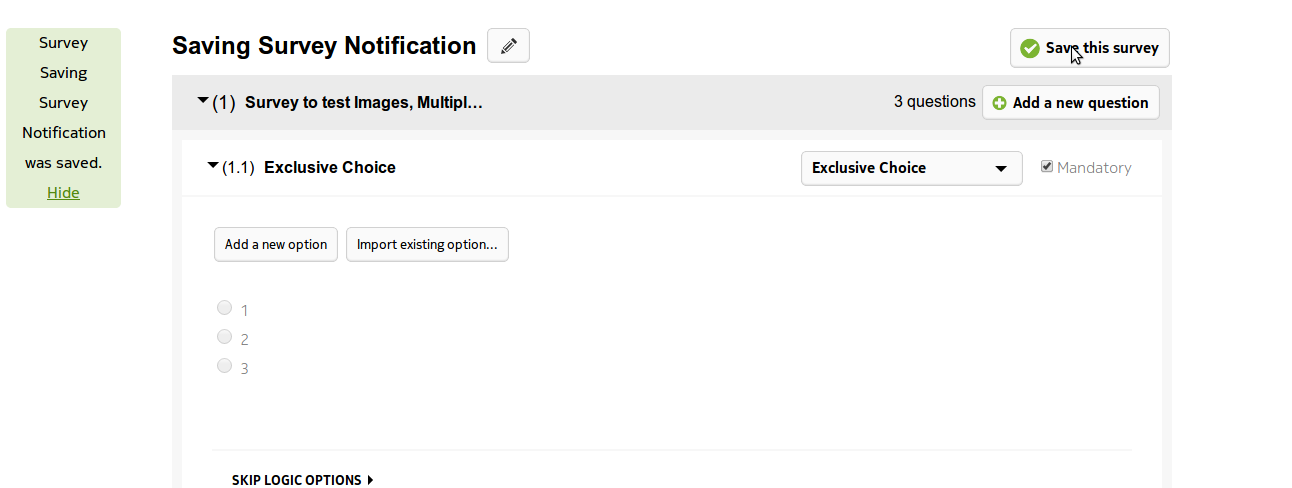 Survey
Saving
Survey
Notification
was saved.
Hide
Saving Survey Notification
Save this survey
(1) Survey to test Images, Multipl...
3 questions
Add a new question
(1.1) Exclusive Choice
Exclusive Choice
Mandatory
Add a new option
Import existing option...
1
2
3
SKIP LOGIC OPTIONS